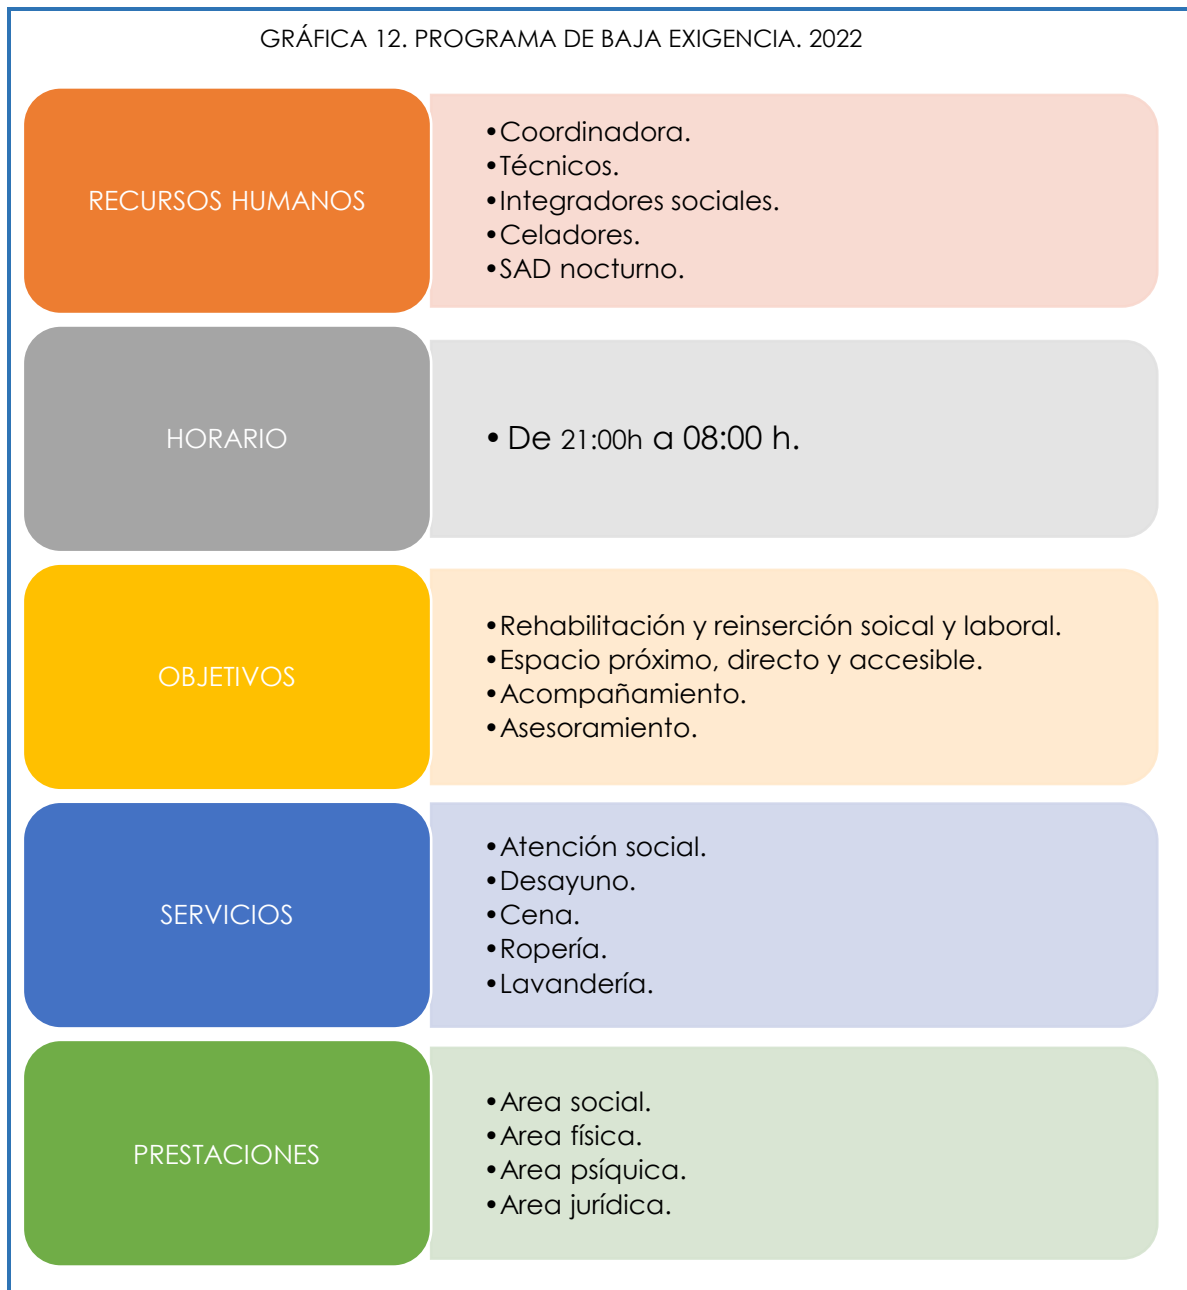 GRÁFICA 12. PROGRAMA DE BAJA EXIGENCIA. 2022
RECURSOS HUMANOS
•Coordinadora.
•Técnicos.
•Integradores sociales.
•Celadores.
•SAD nocturno.
HORARIO
• De 21:00h a 08:00 h.
OBJETIVOS
•Rehabilitación y reinserción soical y laboral.
•Espacio próximo, directo y accesible.
•Acompañamiento.
•Asesoramiento.
SERVICIOS
•Atención social.
•Desayuno.
•Cena.
•Ropería.
•Lavandería.
PRESTACIONES
•Area social.
•Area física.
•Area psíquica.
•Area jurídica.